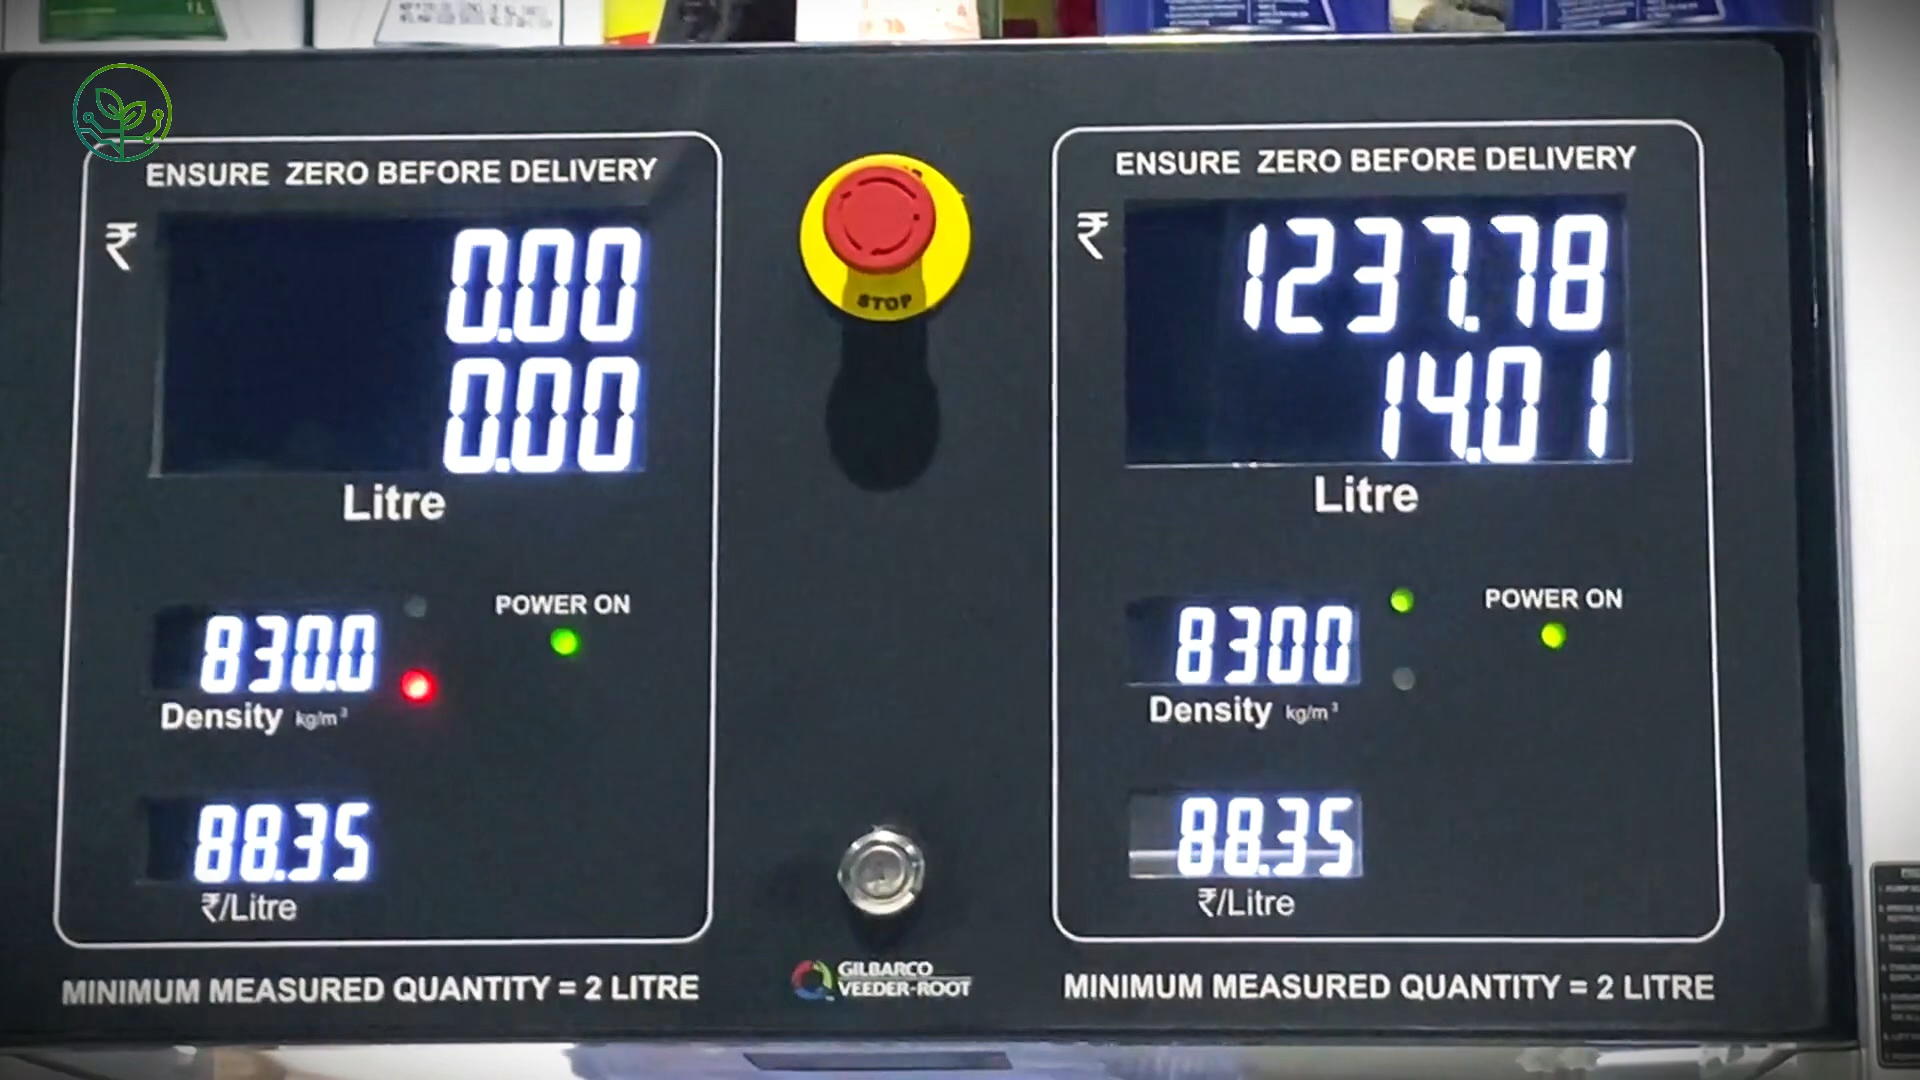 ENSURE ZERO BEFORE DELIVERY
₹
0.00
0.00
Litre
830.0
Density kg/m³
POWER ON
88.35
₹/Litre
MINIMUM MEASURED QUANTITY = 2 LITRE
STOP
GILBARCO
VEEDER-ROOT
ENSURE ZERO BEFORE DELIVERY
₹
1237.78
14.01
Litre
8300
Density kg/m³
POWER ON
88.35
₹/Litre
MINIMUM MEASURED QUANTITY = 2 LITRE
1L